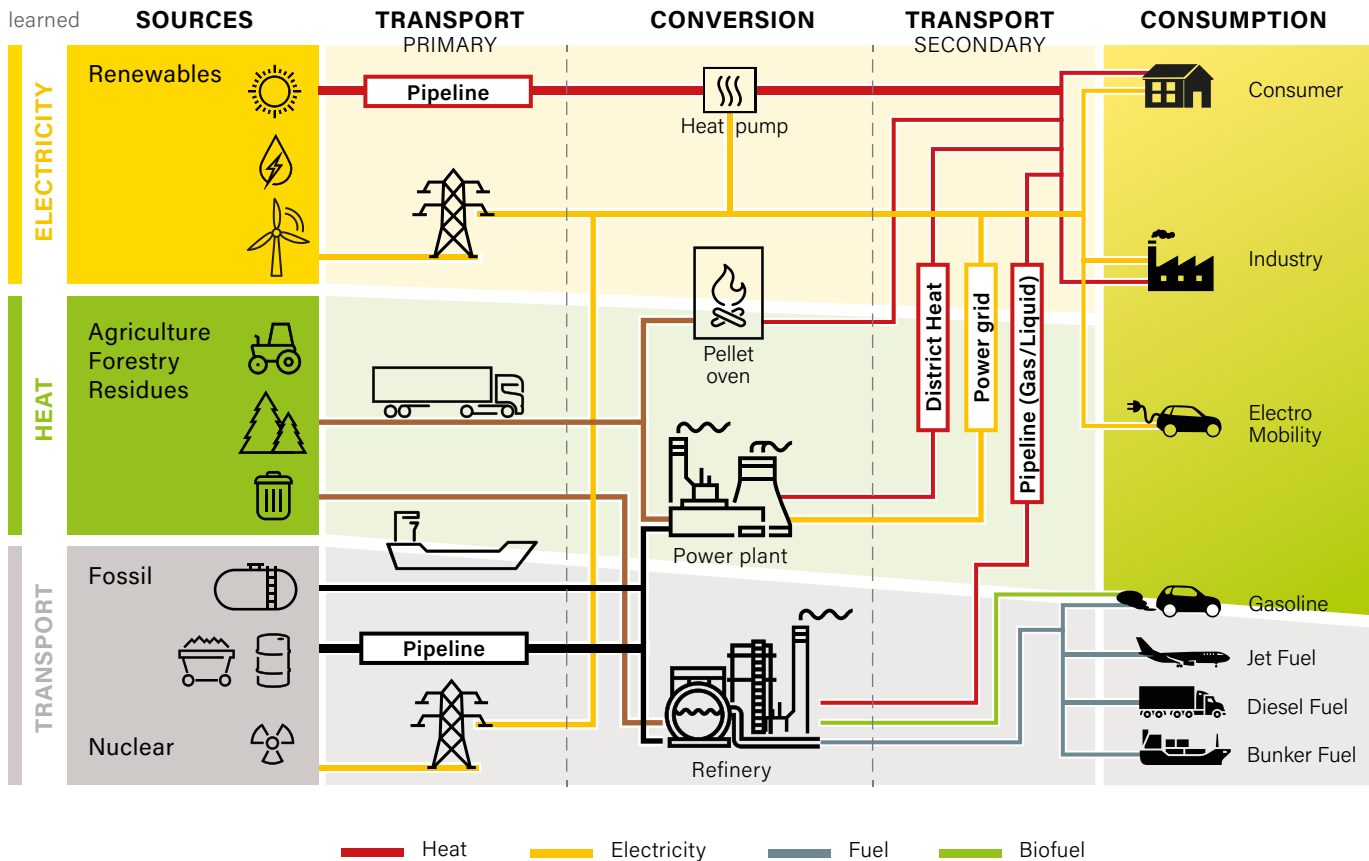 learned
SOURCES
TRANSPORT
PRIMARY
CONVERSION
TRANSPORT
SECONDARY
CONSUMPTION
ELECTRICITY
Renewables
Pipeline
Heat pump
Consumer
Industry
HEAT
Agriculture
Forestry
Residues
Pellet
oven
District Heat
Power grid
Pipeline (Gas/Liquid)
Electro
Mobility
Power plant
TRANSPORT
Fossil
Pipeline
Nuclear
Refinery
Gasoline
Jet Fuel
Diesel Fuel
Bunker Fuel
Heat
Electricity
Fuel
Biofuel